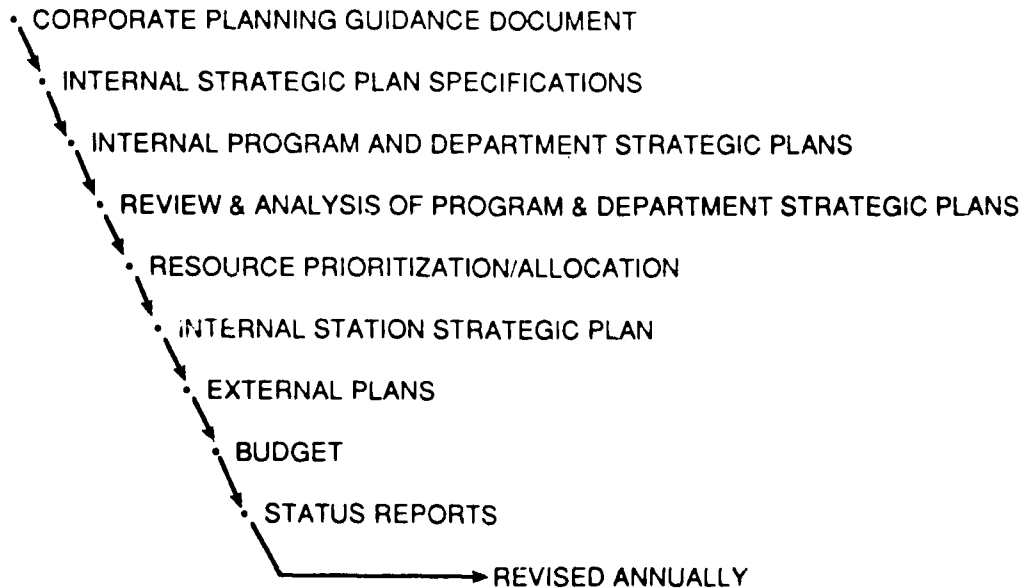 • CORPORATE PLANNING GUIDANCE DOCUMENT
• INTERNAL STRATEGIC PLAN SPECIFICATIONS
• INTERNAL PROGRAM AND DEPARTMENT STRATEGIC PLANS
• REVIEW & ANALYSIS OF PROGRAM & DEPARTMENT STRATEGIC PLANS
• RESOURCE PRIORITIZATION/ALLOCATION
• INTERNAL STATION STRATEGIC PLAN
• EXTERNAL PLANS
• BUDGET
• STATUS REPORTS
REVISED ANNUALLY